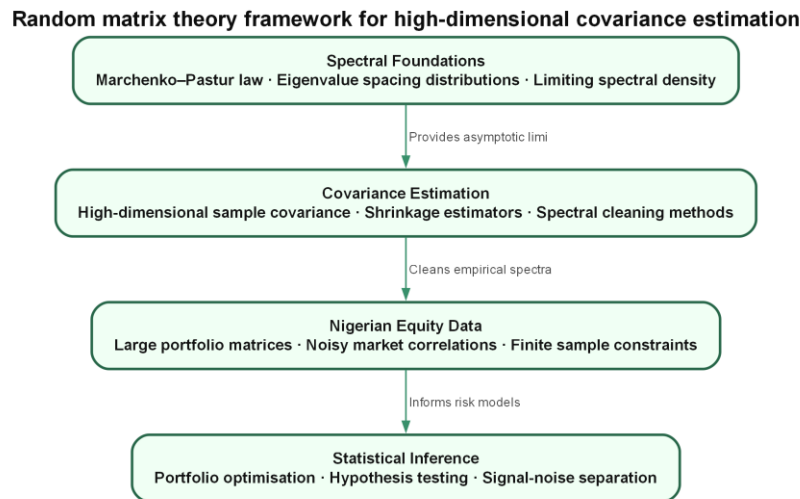 Random matrix theory framework for high-dimensional covariance estimation
Spectral Foundations
Marchenko–Pastur law · Eigenvalue spacing distributions · Limiting spectral density
Provides asymptotic limi
Covariance Estimation
High-dimensional sample covariance · Shrinkage estimators · Spectral cleaning methods
Cleans empirical spectra
Nigerian Equity Data
Large portfolio matrices · Noisy market correlations · Finite sample constraints
Informs risk models
Statistical Inference
Portfolio optimisation · Hypothesis testing · Signal-noise separation